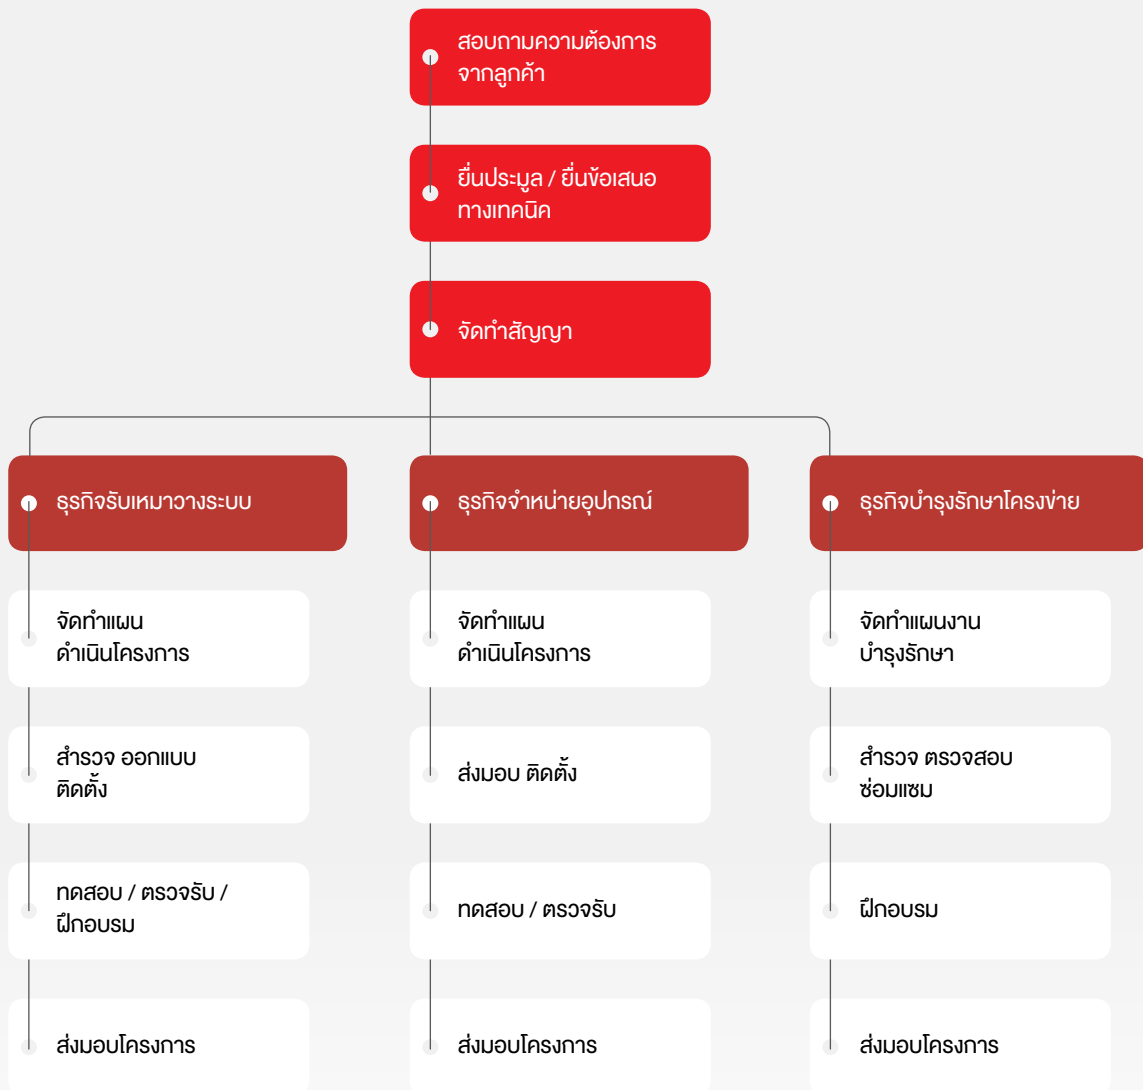 สอบถามความต้องการ
จากลูกค้า
ยื่นประมูล / ยื่นข้อเสนอ
ทางเทคนิค
จัดทำสัญญา
ธุรกิจรับเหมาวางระบบ
จัดทำแผน
ดำเนินโครงการ
สำรวจ ออกแบบ
ติดตั้ง
ทดสอบ / ตรวจรับ /
ฝึกอบรม
ส่งมอบโครงการ
ธุรกิจจำหน่ายอุปกรณ์
จัดทำแผน
ดำเนินโครงการ
ส่งมอบ ติดตั้ง
ทดสอบ / ตรวจรับ
ส่งมอบโครงการ
ธุรกิจบำรุงรักษาโครงข่าย
จัดทำแผนงาน
บำรุงรักษา
สำรวจ ตรวจสอบ
ซ่อมแซม
ฝึกอบรม
ส่งมอบโครงการ